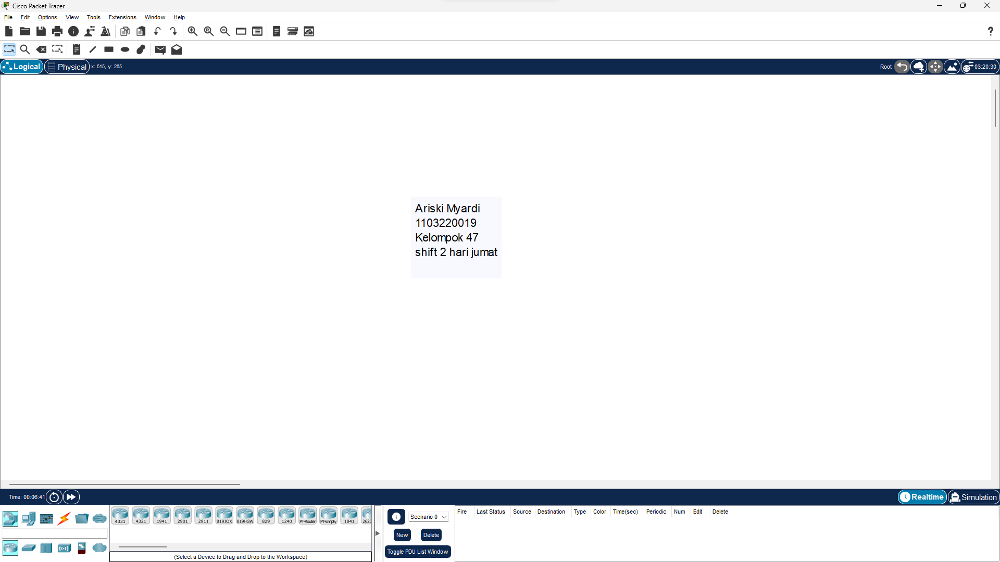 Cisco Packet Tracer
File Edit Options View Tools Extensions Window Help
Logical Physical x: 515, y: 265 Root 03:20:30
Ariski Myardi
1103220019
Kelompok 47
shift 2 hari jumat
Time: 00:06:41 Realtime Simulation
4331 4321 1941 2901 2911 819IOX 819HGW 829 1240 PT-Router PT-Empty 1841 2620
(Select a Device to Drag and Drop to the Workspace)
Scenario 0
New Delete
Toggle PDU List Window
Fire Last Status Source Destination Type Color Time(sec) Periodic Num Edit Delete